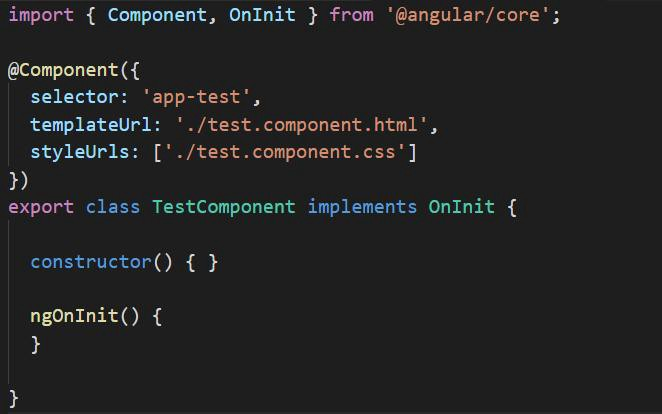 import { Component, OnInit } from '@angular/core';
@Component({
  selector: 'app-test',
  templateUrl: './test.component.html',
  styleUrls: ['./test.component.css']
})
export class TestComponent implements OnInit {
  constructor() { }
  ngOnInit() {
  }
}